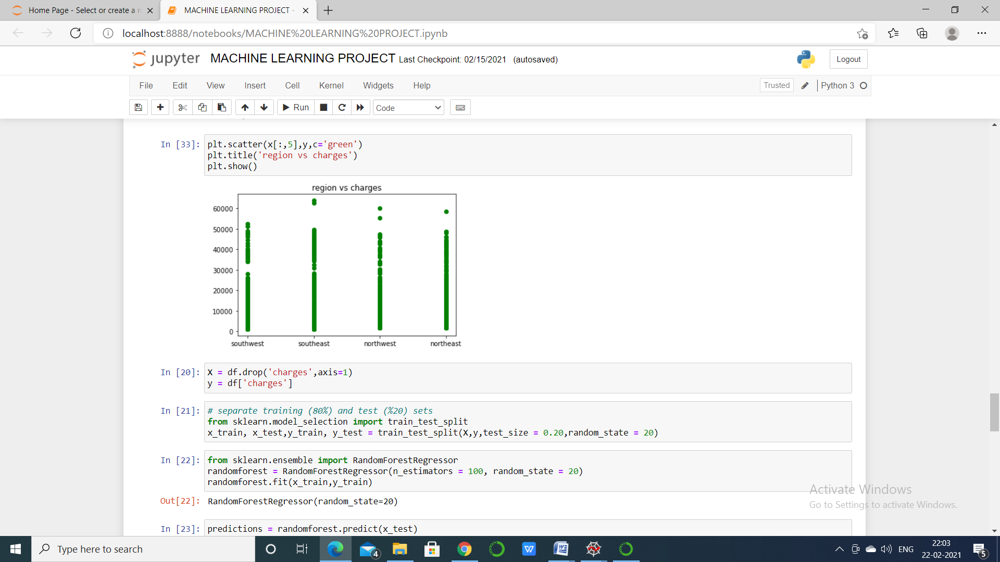 Home Page - Select or create a n
MACHINE LEARNING PROJECT -
localhost:8888/notebooks/MACHINE%20LEARNING%20PROJECT.ipynb
jupyter MACHINE LEARNING PROJECT Last Checkpoint: 02/15/2021 (autosaved)
Logout
File Edit View Insert Cell Kernel Widgets Help
Trusted
Python 3
Run
Code
In [33]: plt.scatter(x[:,5],y,c='green')
plt.title('region vs charges')
plt.show()
region vs charges
60000
50000
40000
30000
20000
10000
0
southwest southeast northwest northeast
In [20]: X = df.drop('charges',axis=1)
y = df['charges']
In [21]: # separate training (80%) and test (%20) sets
from sklearn.model_selection import train_test_split
x_train, x_test,y_train, y_test = train_test_split(X,y,test_size = 0.20,random_state = 20)
In [22]: from sklearn.ensemble import RandomForestRegressor
randomforest = RandomForestRegressor(n_estimators = 100, random_state = 20)
randomforest.fit(x_train,y_train)
Out[22]: RandomForestRegressor(random_state=20)
In [23]: predictions = randomforest.predict(x_test)
Activate Windows
Go to Settings to activate Windows.
Type here to search
4
W
W
ENG
22:03
22-02-2021
5